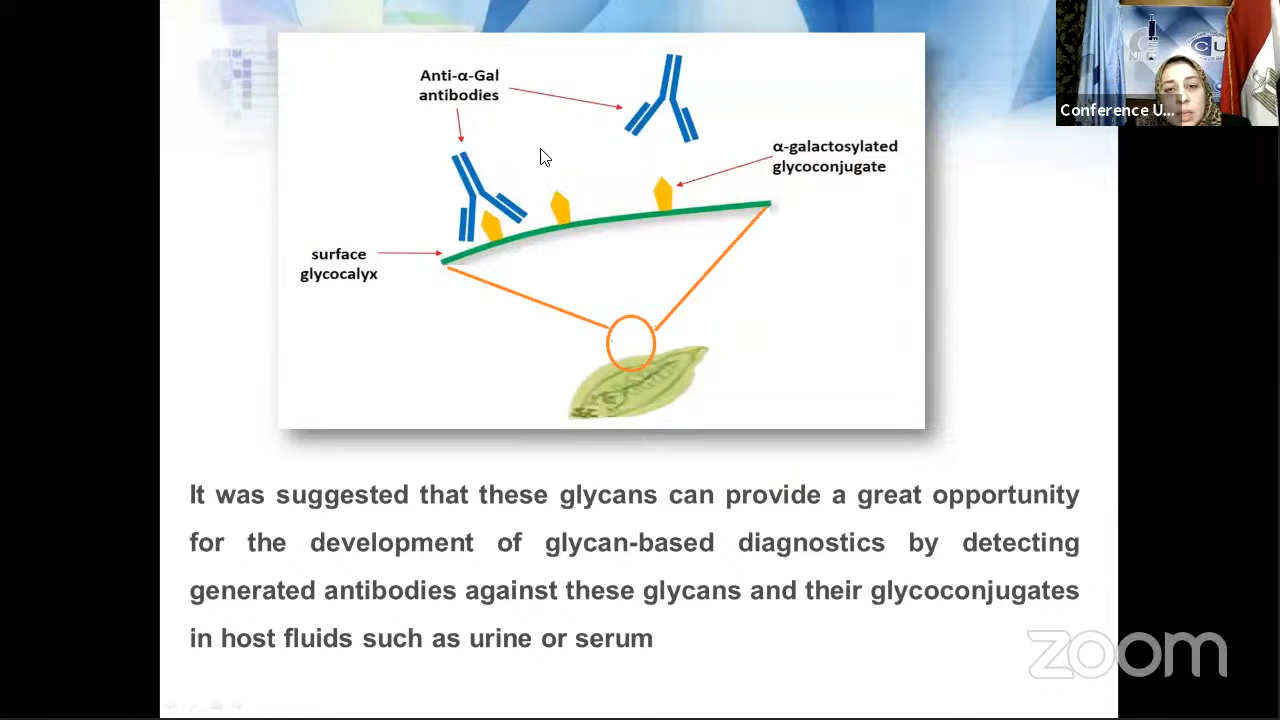 Anti-α-Gal
antibodies
Conference U...
α-galactosylated
glycoconjugate
surface
glycocalyx
It was suggested that these glycans can provide a great opportunity
for the development of glycan-based diagnostics by detecting
generated antibodies against these glycans and their glycoconjugates
in host fluids such as urine or serum
zoom